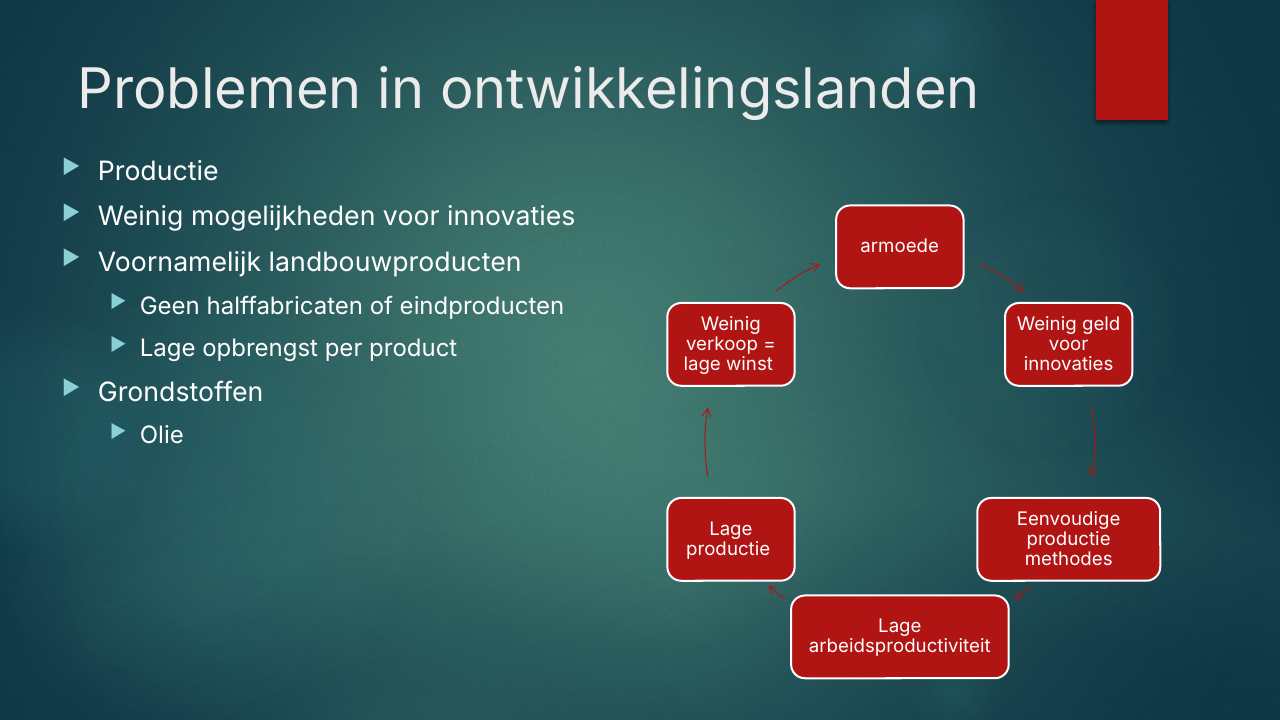 Problemen in ontwikkelingslanden
Productie
Weinig mogelijkheden voor innovaties
Voornamelijk landbouwproducten
Geen halffabricaten of eindproducten
Lage opbrengst per product
Grondstoffen
Olie
armoede
Weinig geld
voor
innovaties
Eenvoudige
productie
methodes
Lage
arbeidsproductiviteit
Lage
productie
Weinig
verkoop =
lage winst